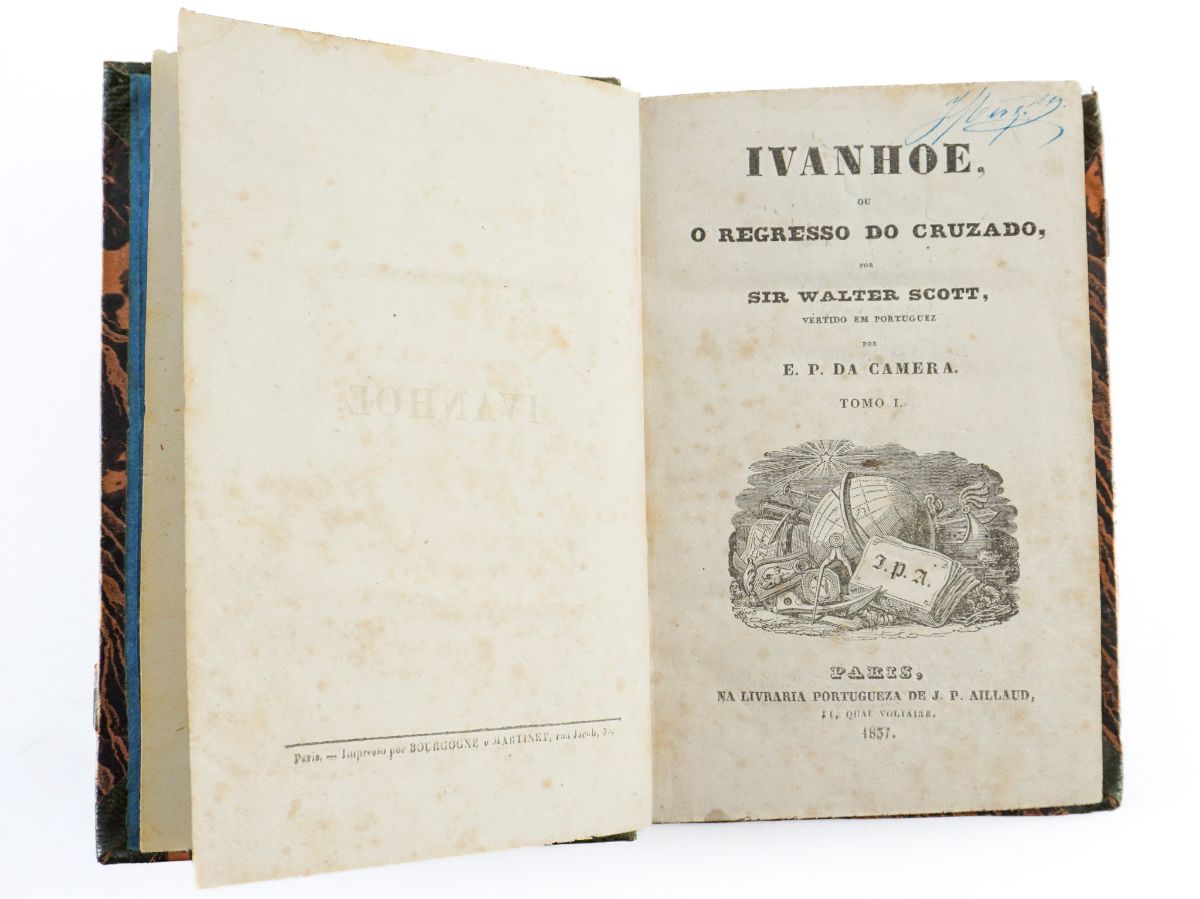 Paris. — Impresso por BOURGOGNE e MARTINET, rua Jacob, 30.
IVANHOE,
OU
O REGRESSO DO CRUZADO,
POR
SIR WALTER SCOTT,
VERTIDO EM PORTUGUEZ
POR
E. P. DA CAMERA.
TOMO I.
J. P. A.
PARIS,
NA LIVRARIA PORTUGUEZA DE J. P. AILLAUD,
11, QUAI VOLTAIRE.
1837.